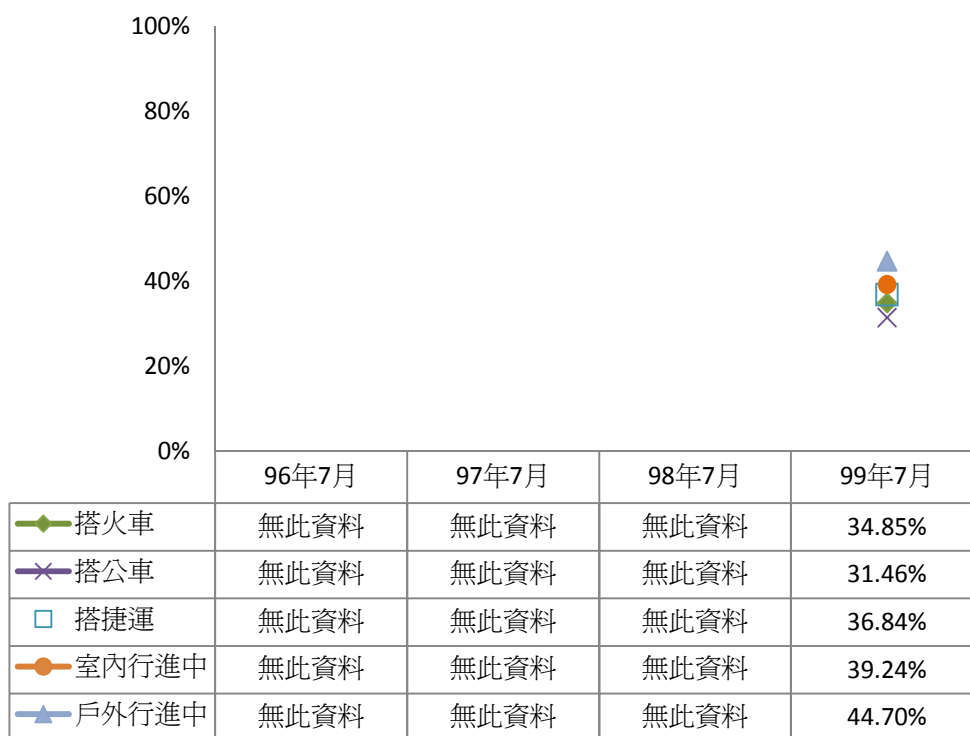 100%
80%
60%
40%
20%
0%
96年7月 97年7月 98年7月 99年7月
搭火車 無此資料 無此資料 無此資料 34.85%
搭公車 無此資料 無此資料 無此資料 31.46%
搭捷運 無此資料 無此資料 無此資料 36.84%
室內行進中 無此資料 無此資料 無此資料 39.24%
戶外行進中 無此資料 無此資料 無此資料 44.70%